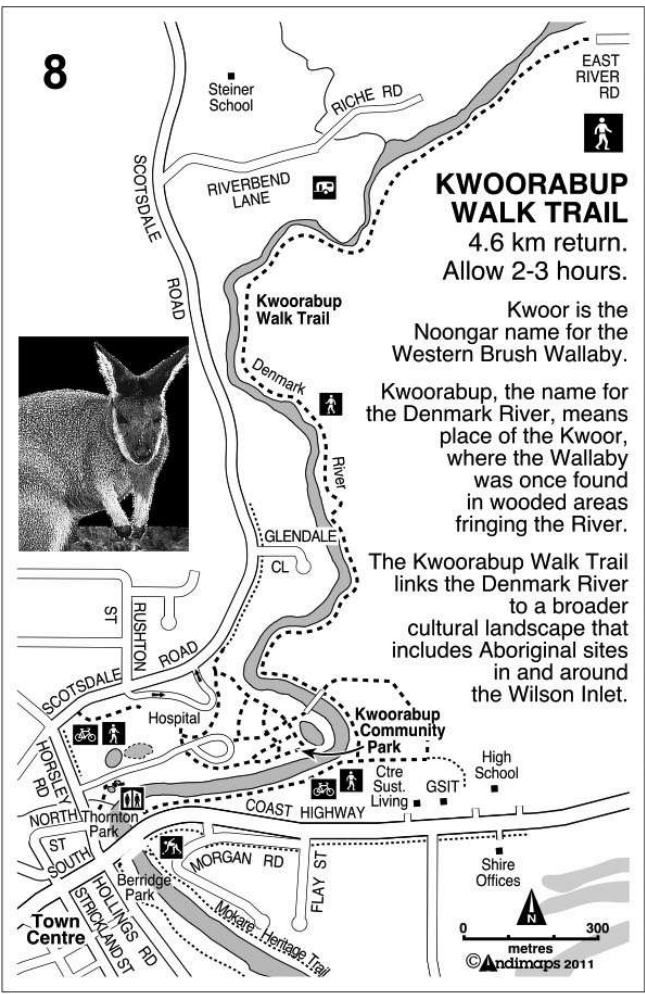 8
Steiner
School
RICHE RD
EAST
RIVER
RD
SCOTSDALE
ROAD
RIVERBEND
LANE
KWOORABUP
WALK TRAIL
4.6 km return.
Allow 2-3 hours.
Kwoor is the
Noongar name for the
Western Brush Wallaby.
Kwoorabup, the name for
the Denmark River, means
place of the Kwoor,
where the Wallaby
was once found
in wooded areas
fringing the River.
The Kwoorabup Walk Trail
links the Denmark River
to a broader
cultural landscape that
includes Aboriginal sites
in and around
the Wilson Inlet.
Kwoorabup
Walk Trail
Denmark
River
GLENDALE
CL
RUSHTON
ST
SCOTSDALE ROAD
Hospital
Kwoorabup
Community
Park
HORSLEY
RD
Ctre
Sust.
Living
GSIT
High
School
COAST HIGHWAY
NORTH
ST
Thornton
Park
SOUTH
MORGAN RD
FLAY ST
Shire
Offices
Berridge
Park
HOLLINGS RD
STRICKLAND ST
Mokare Heritage Trail
Town
Centre
N
0 300
metres
© Andimaps 2011